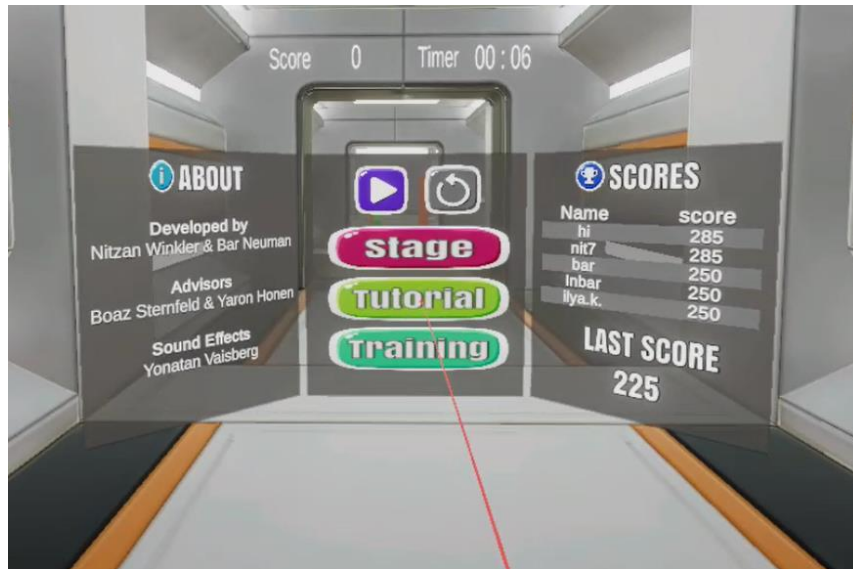 Score 0 Timer 00:06
ABOUT
Developed by
Nitzan Winkler & Bar Neuman
Advisors
Boaz Sternfeld & Yaron Honen
Sound Effects
Yonatan Vaisberg
stage
Tutorial
Training
SCORES
Name score
hi 285
nit7 285
bar 250
Inbar 250
Ilya.k. 250
LAST SCORE
225